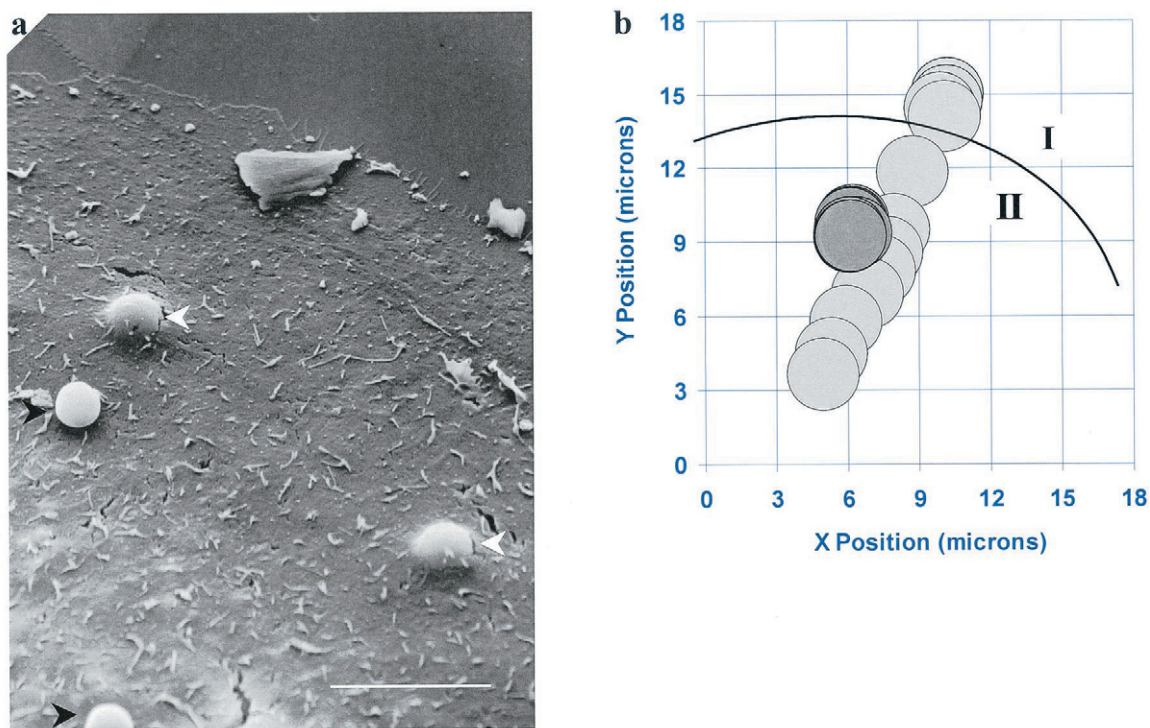 a
b
18
15
12
9
6
3
0
Y Position (microns)
I
II
0 3 6 9 12 15 18
X Position (microns)